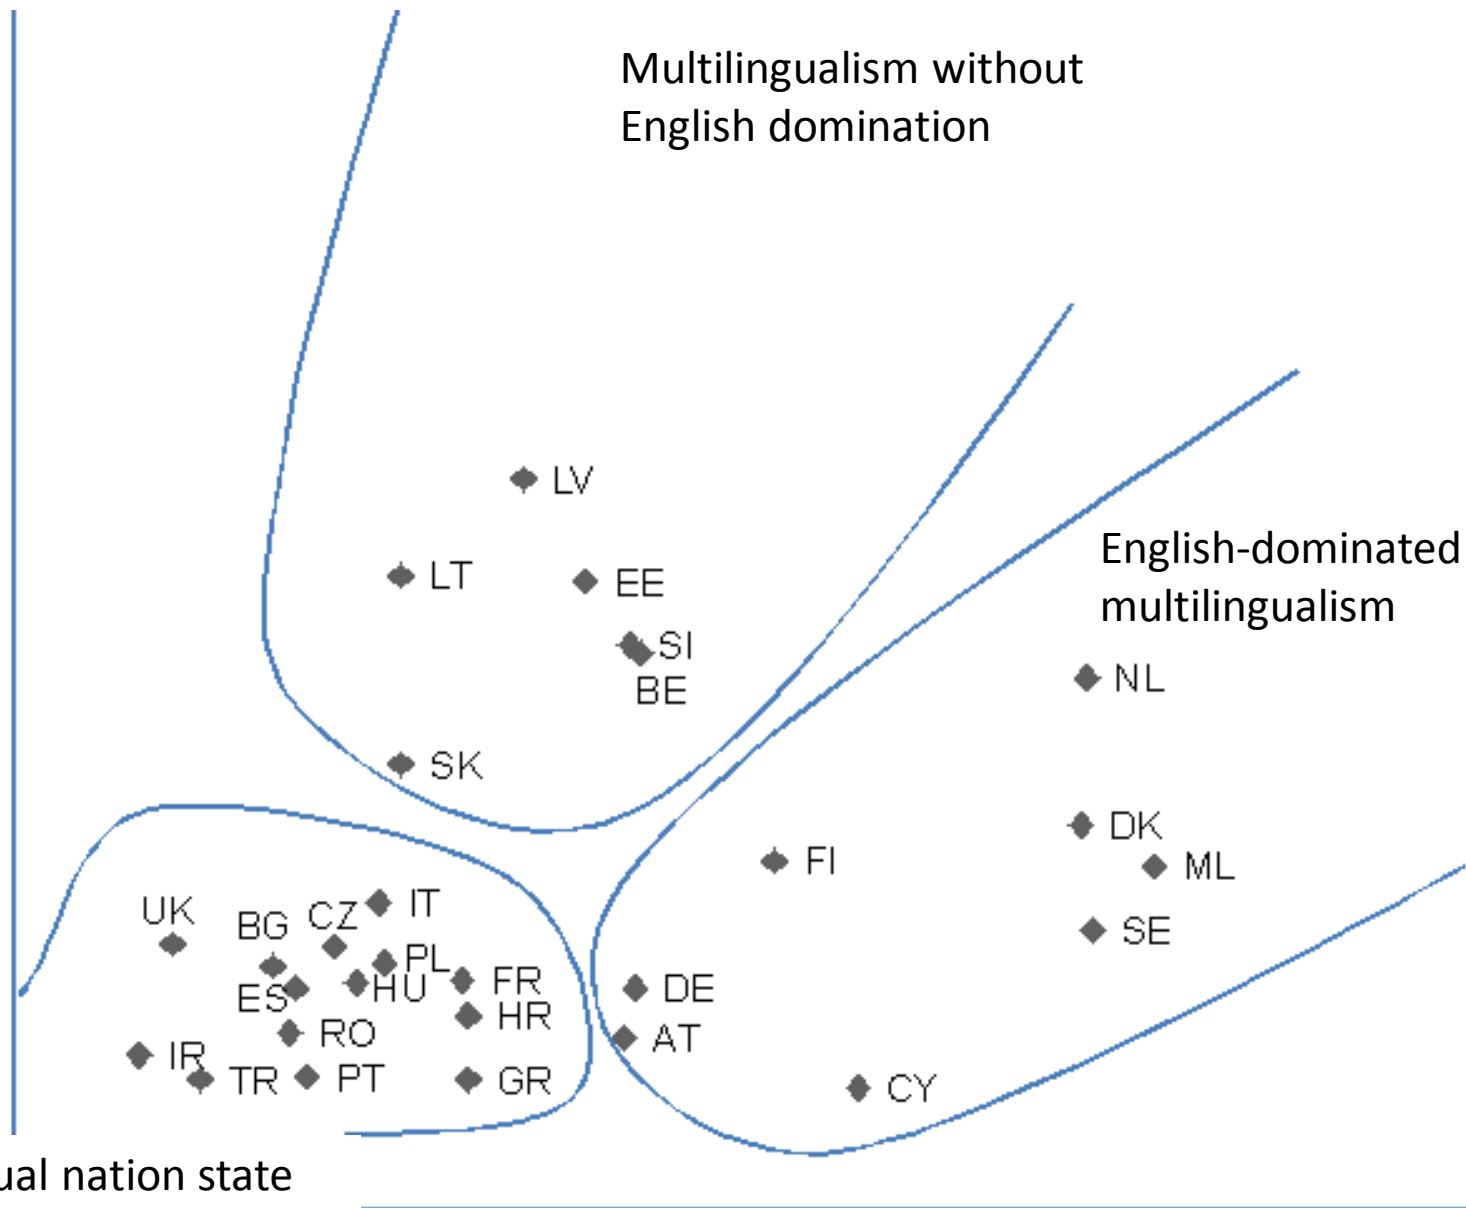 Multilingualism without
English domination
LV
LT
EE
SI
BE
English-dominated
multilingualism
NL
SK
DK
FI
ML
UK
BG
CZ
IT
SE
PL
ES
HU
FR
DE
HR
RO
AT
IR
TR
PT
GR
CY
ual nation state